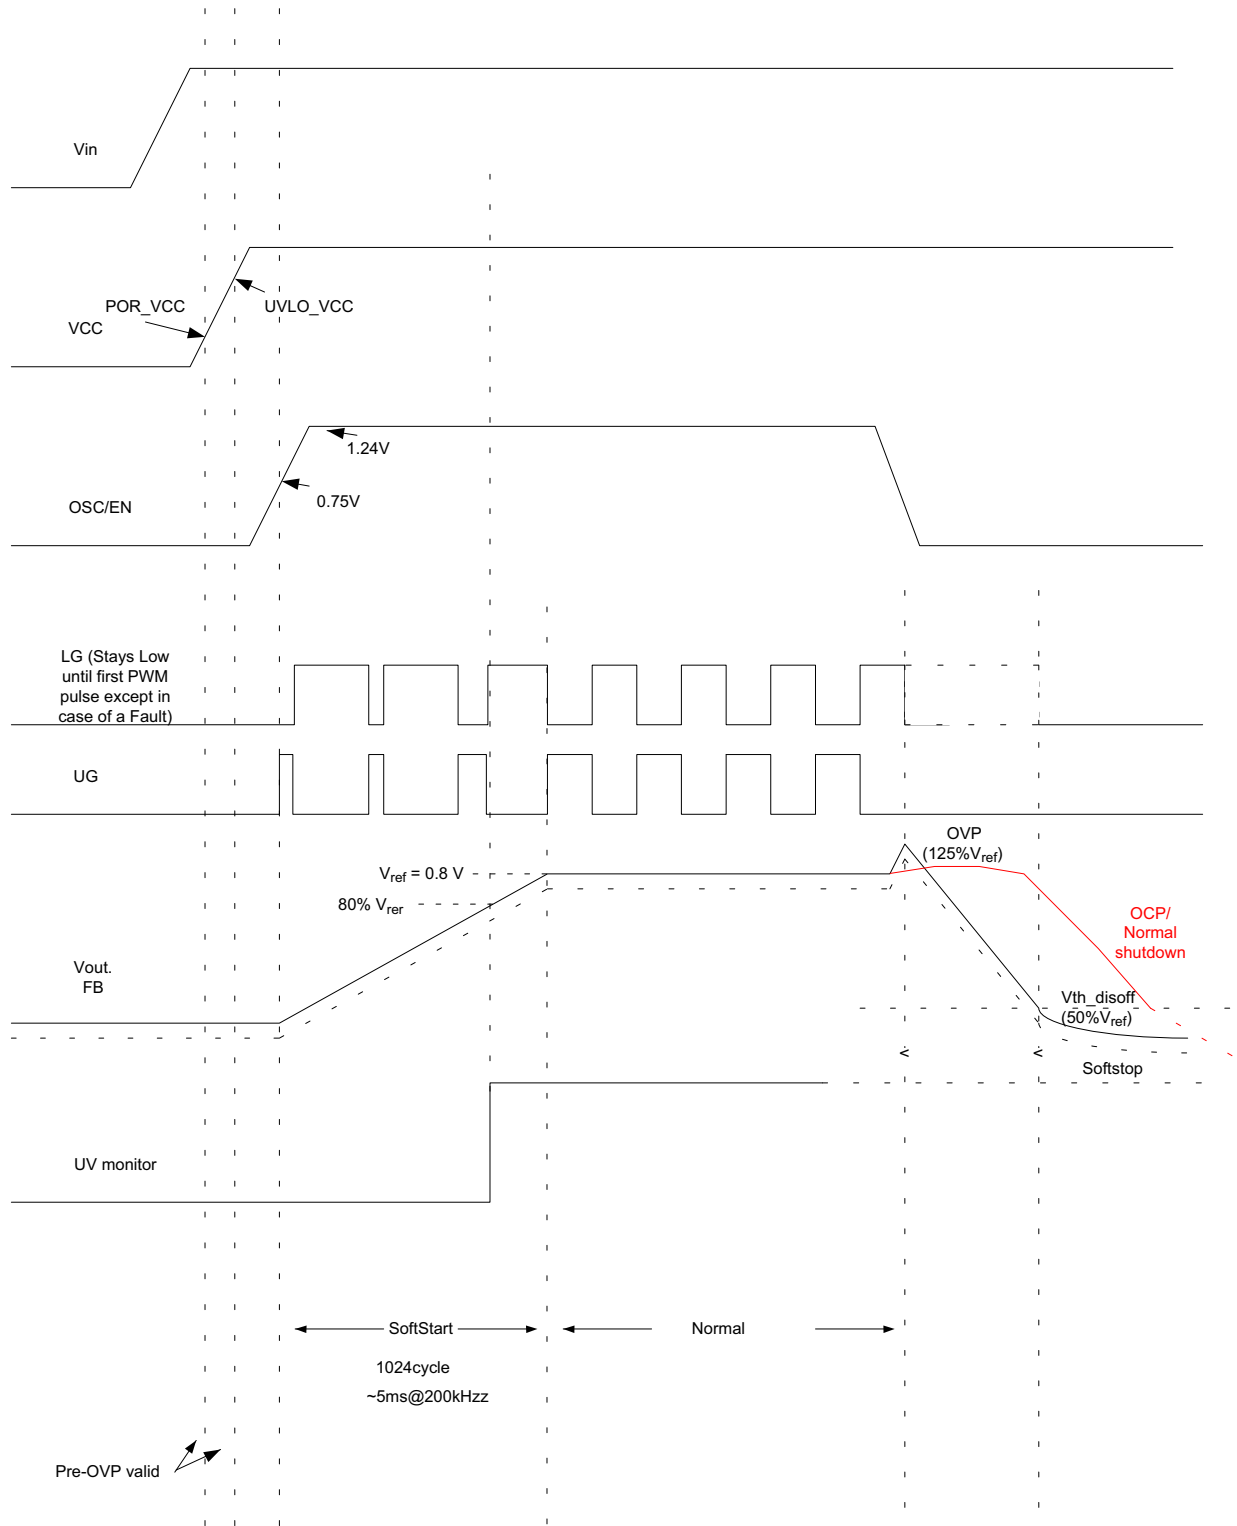 Vin
POR_VCC
UVLO_VCC
VCC
1.24V
0.75V
OSC/EN
LG (Stays Low
until first PWM
pulse except in
case of a Fault)
UG
OVP
(125%Vref)
Vref = 0.8 V
80% Vrer
OCP/
Normal
shutdown
Vout.
FB
Vth_disoff
(50%Vref)
Softstop
UV monitor
SoftStart
Normal
1024cycle
~5ms@200kHzz
Pre-OVP valid